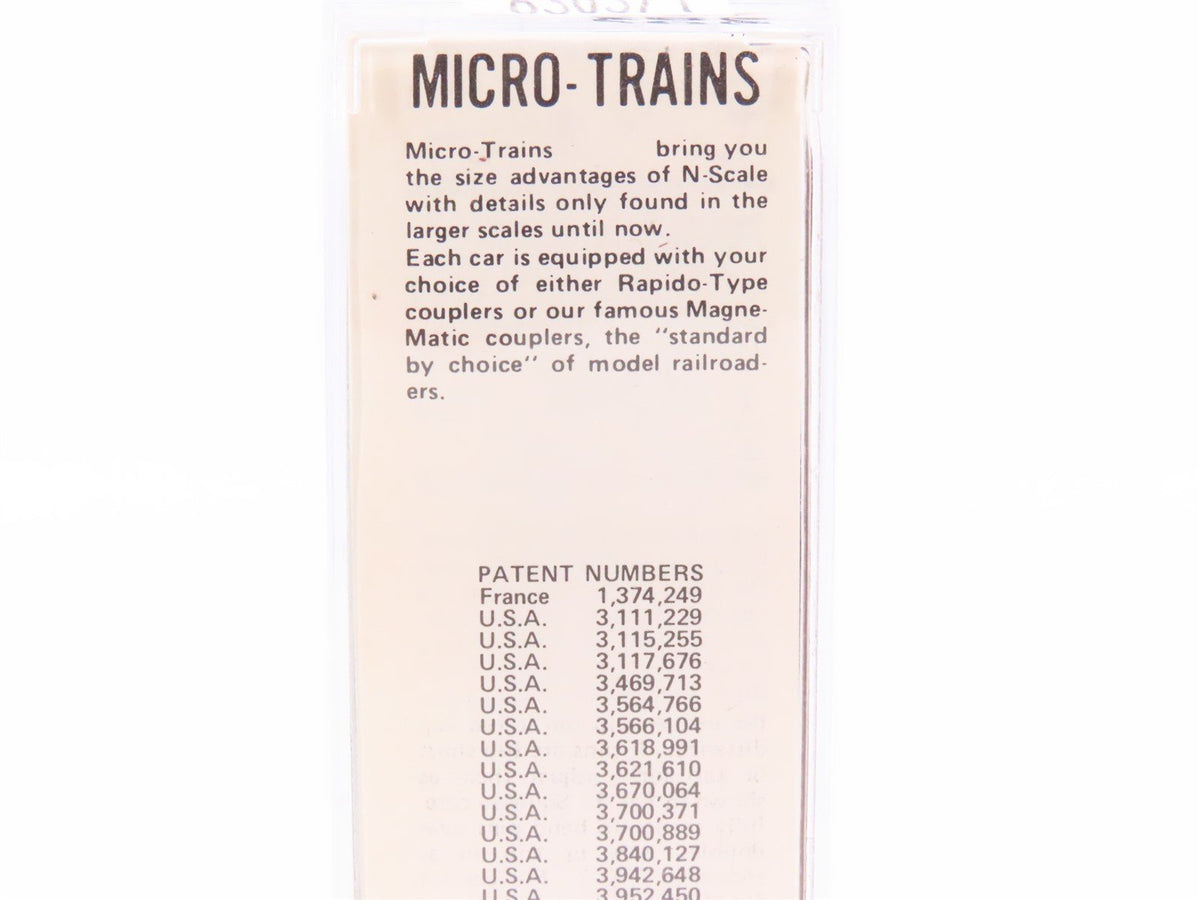 MICRO-TRAINS
Micro-Trains bring you
the size advantages of N-Scale
with details only found in the
larger scales until now.
Each car is equipped with your
choice of either Rapido-Type
couplers or our famous Magne-
Matic couplers, the "standard
by choice" of model railroad-
ers.
PATENT NUMBERS
France 1,374,249
U.S.A. 3,111,229
U.S.A. 3,115,255
U.S.A. 3,117,676
U.S.A. 3,469,713
U.S.A. 3,564,766
U.S.A. 3,566,104
U.S.A. 3,618,991
U.S.A. 3,621,610
U.S.A. 3,670,064
U.S.A. 3,700,371
U.S.A. 3,700,889
U.S.A. 3,840,127
U.S.A. 3,942,648
U.S.A. 3,952,450